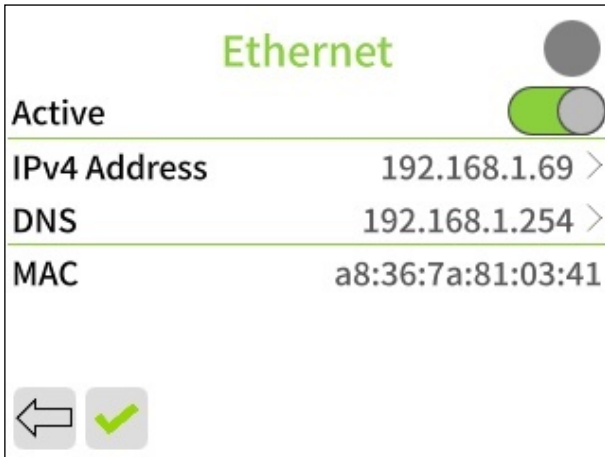 Ethernet
Active
IPv4 Address 192.168.1.69
DNS 192.168.1.254
MAC a8:36:7a:81:03:41